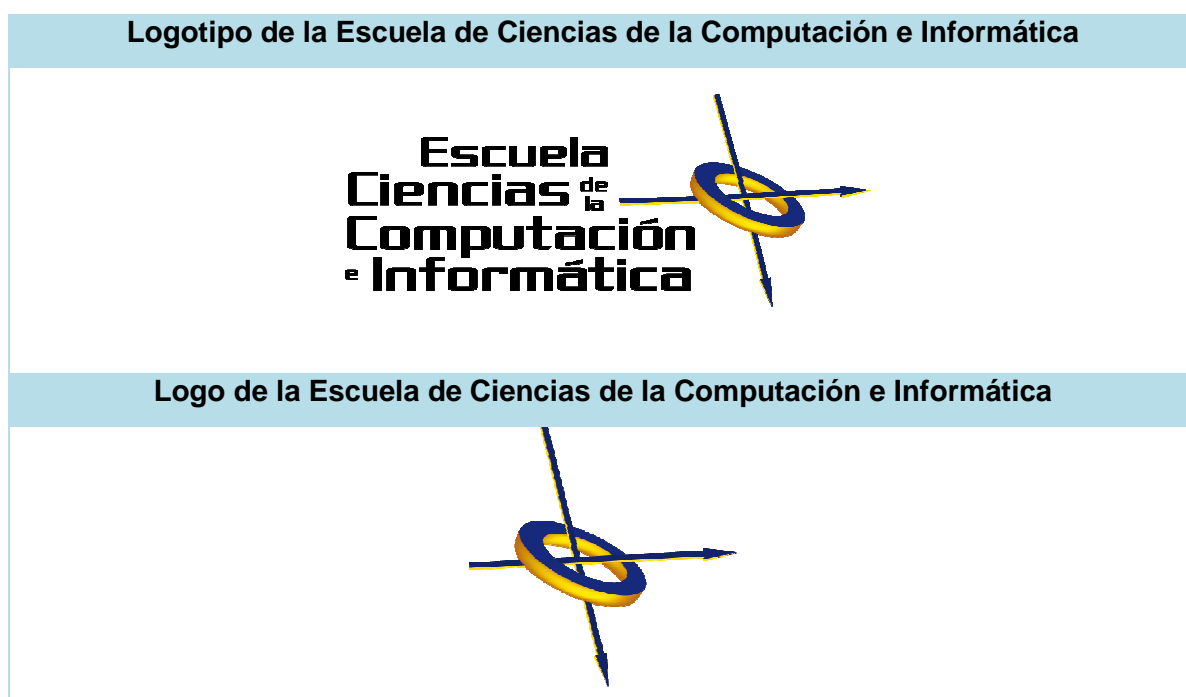 Logotipo de la Escuela de Ciencias de la Computación e Informática
Escuela
Ciencias de la
Computación
e Informática
Logo de la Escuela de Ciencias de la Computación e Informática